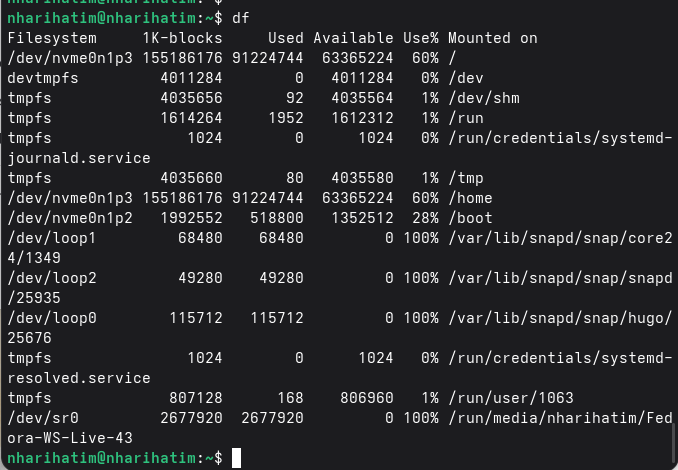 nharihatim@nharihatim:~$
nharihatim@nharihatim:~$ df
Filesystem     1K-blocks     Used Available Use% Mounted on
/dev/nvme0n1p3 155186176 91224744  63365224  60% /
devtmpfs         4011284        0   4011284   0% /dev
tmpfs            4035656       92   4035564   1% /dev/shm
tmpfs            1614264     1952   1612312   1% /run
tmpfs               1024        0      1024   0% /run/credentials/systemd-
journald.service
tmpfs            4035660       80   4035580   1% /tmp
/dev/nvme0n1p3 155186176 91224744  63365224  60% /home
/dev/nvme0n1p2   1992552   518800   1352512  28% /boot
/dev/loop1         68480    68480         0 100% /var/lib/snapd/snap/core2
4/1349
/dev/loop2         49280    49280         0 100% /var/lib/snapd/snap/snapd
/25935
/dev/loop0        115712   115712         0 100% /var/lib/snapd/snap/hugo/
25676
tmpfs               1024        0      1024   0% /run/credentials/systemd-
resolved.service
tmpfs             807128      168    806960   1% /run/user/1063
/dev/sr0         2677920  2677920         0 100% /run/media/nharihatim/Fed
ora-WS-Live-43
nharihatim@nharihatim:~$